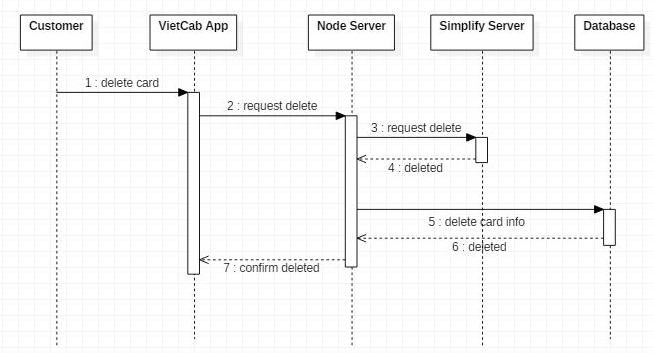 Customer
VietCab App
Node Server
Simplify Server
Database
1 : delete card
2 : request delete
3 : request delete
4 : deleted
5 : delete card info
6 : deleted
7 : confirm deleted